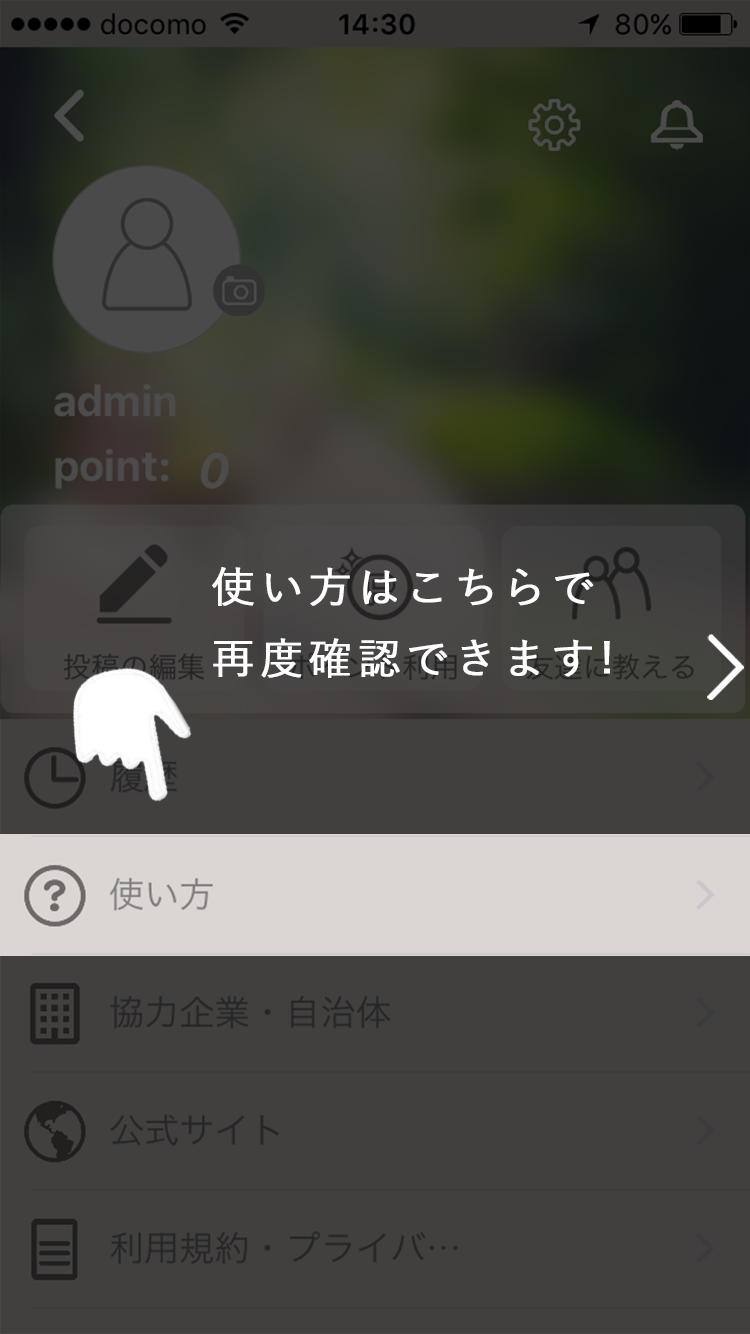 docomo 14:30 80%
admin
point: 0
使い方はこちらで
再度確認できます!
投稿の編集
利用
友達に教える
履歴
使い方
協力企業・自治体
公式サイト
利用規約・プライバ…